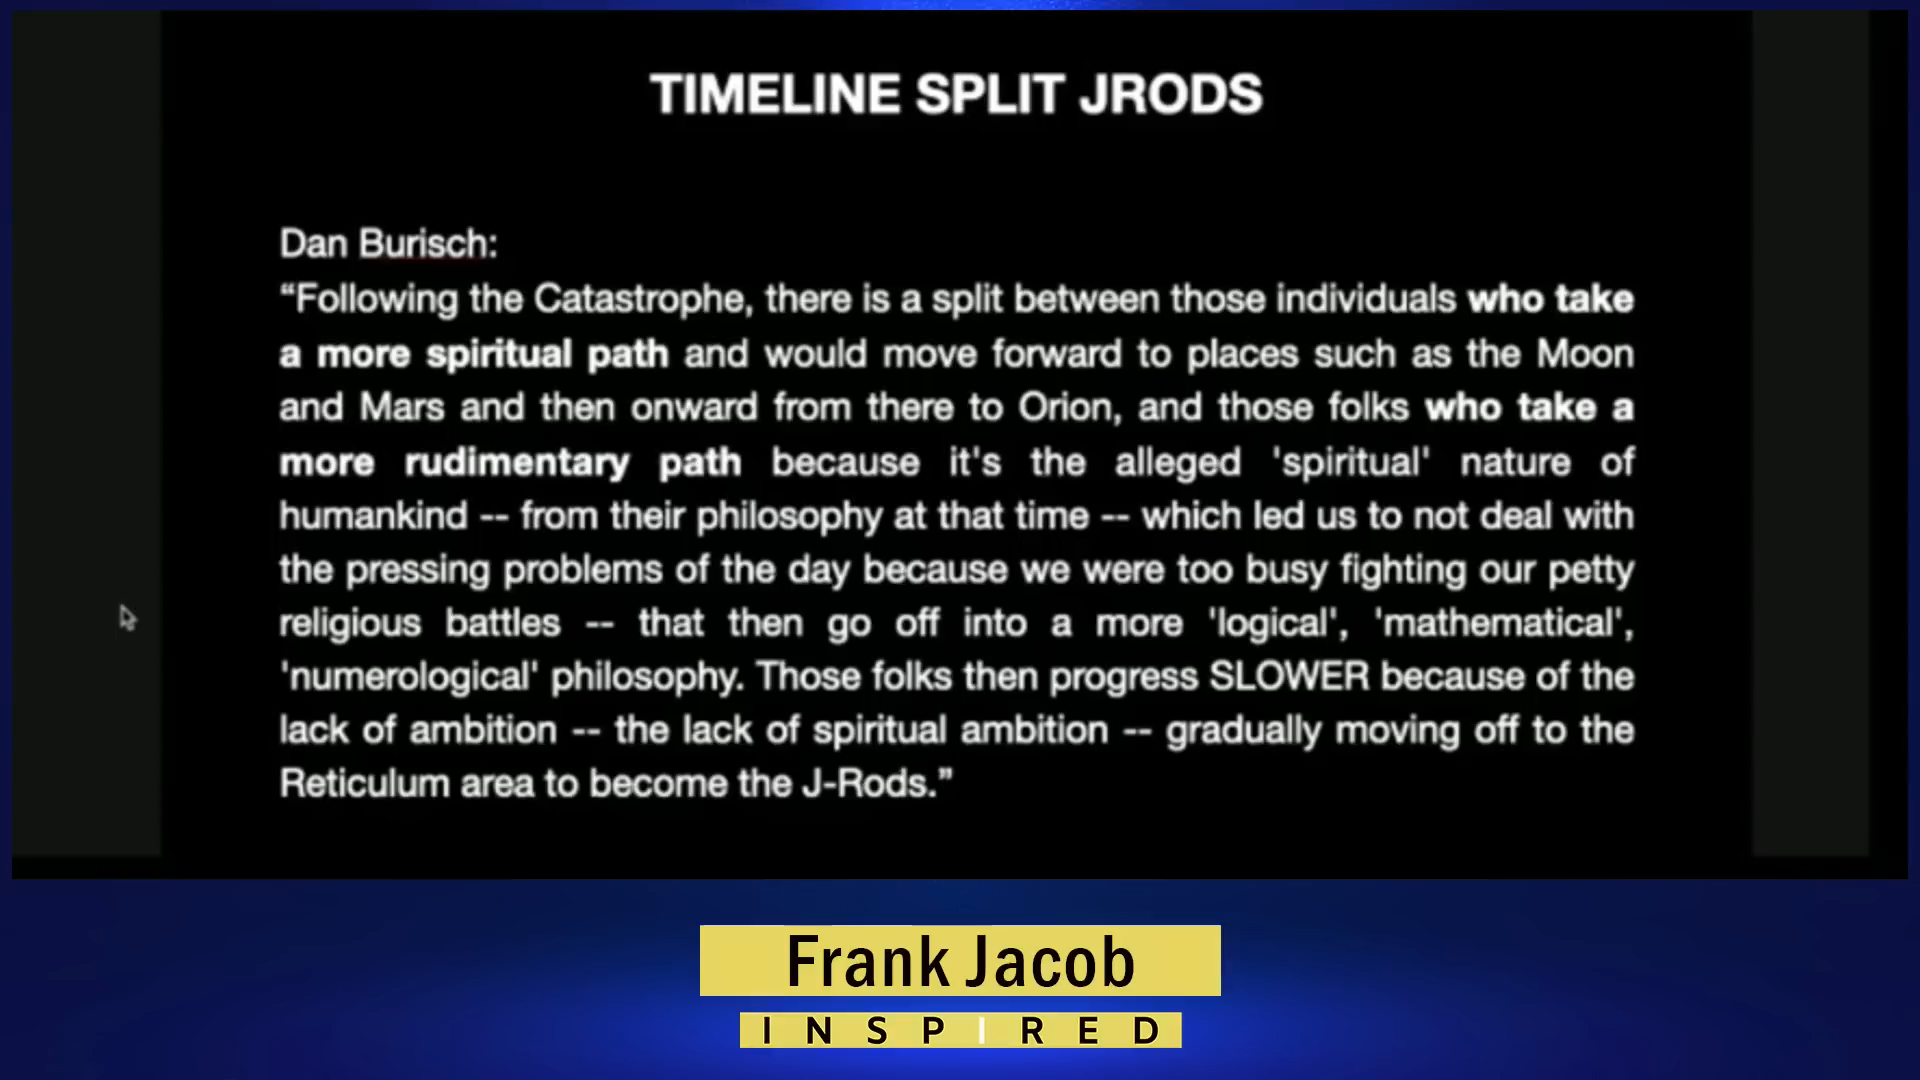 TIMELINE SPLIT JRODS
Dan Burisch:
“Following the Catastrophe, there is a split between those individuals who take
a more spiritual path and would move forward to places such as the Moon
and Mars and then onward from there to Orion, and those folks who take a
more rudimentary path because it's the alleged 'spiritual' nature of
humankind -- from their philosophy at that time -- which led us to not deal with
the pressing problems of the day because we were too busy fighting our petty
religious battles -- that then go off into a more 'logical', 'mathematical',
'numerological' philosophy. Those folks then progress SLOWER because of the
lack of ambition -- the lack of spiritual ambition -- gradually moving off to the
Reticulum area to become the J-Rods.”
Frank Jacob
INSPIRED